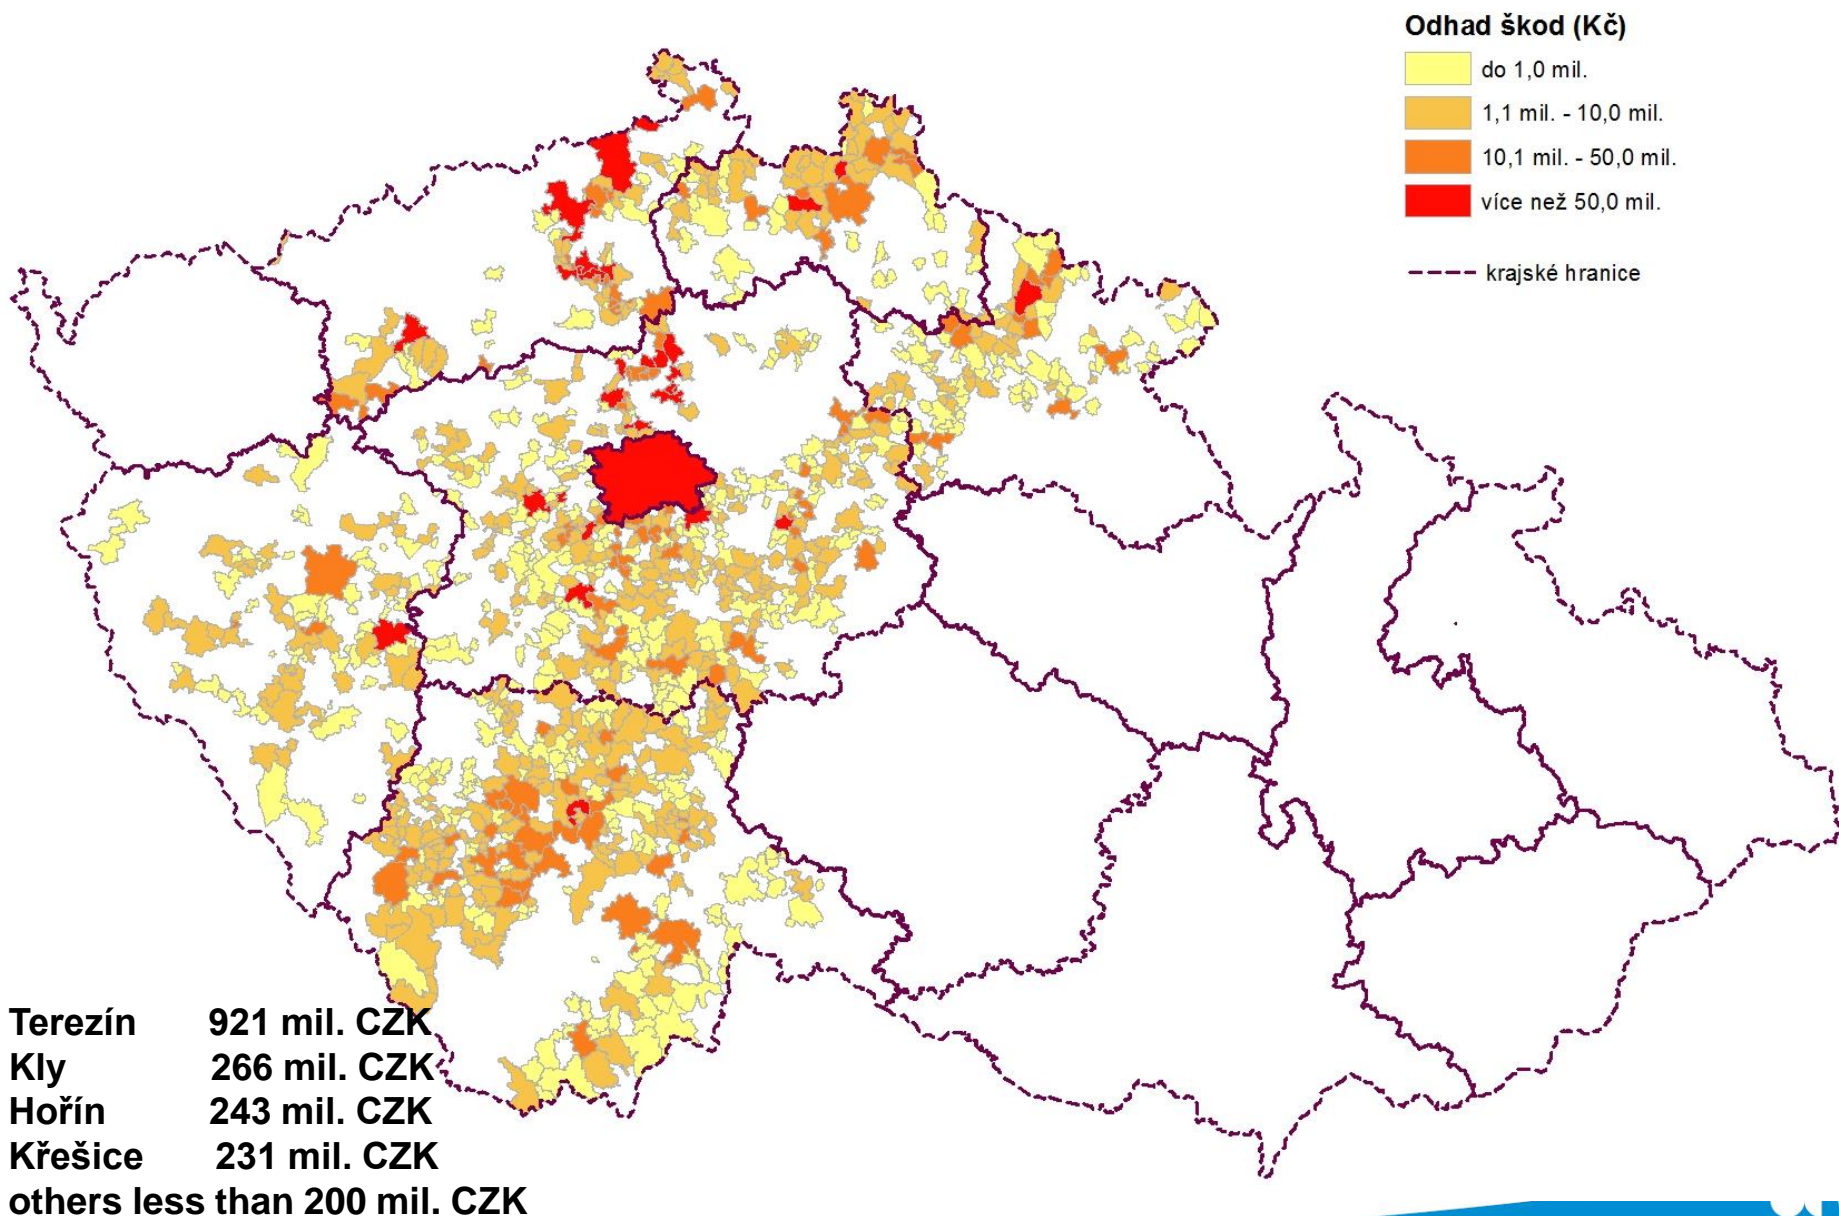 Odhad škod (Kč)
do 1,0 mil.
1,1 mil. - 10,0 mil.
10,1 mil. - 50,0 mil.
více než 50,0 mil.
krajské hranice
Terezín 921 mil. CZK
Kly 266 mil. CZK
Hořín 243 mil. CZK
Křešice 231 mil. CZK
others less than 200 mil. CZK